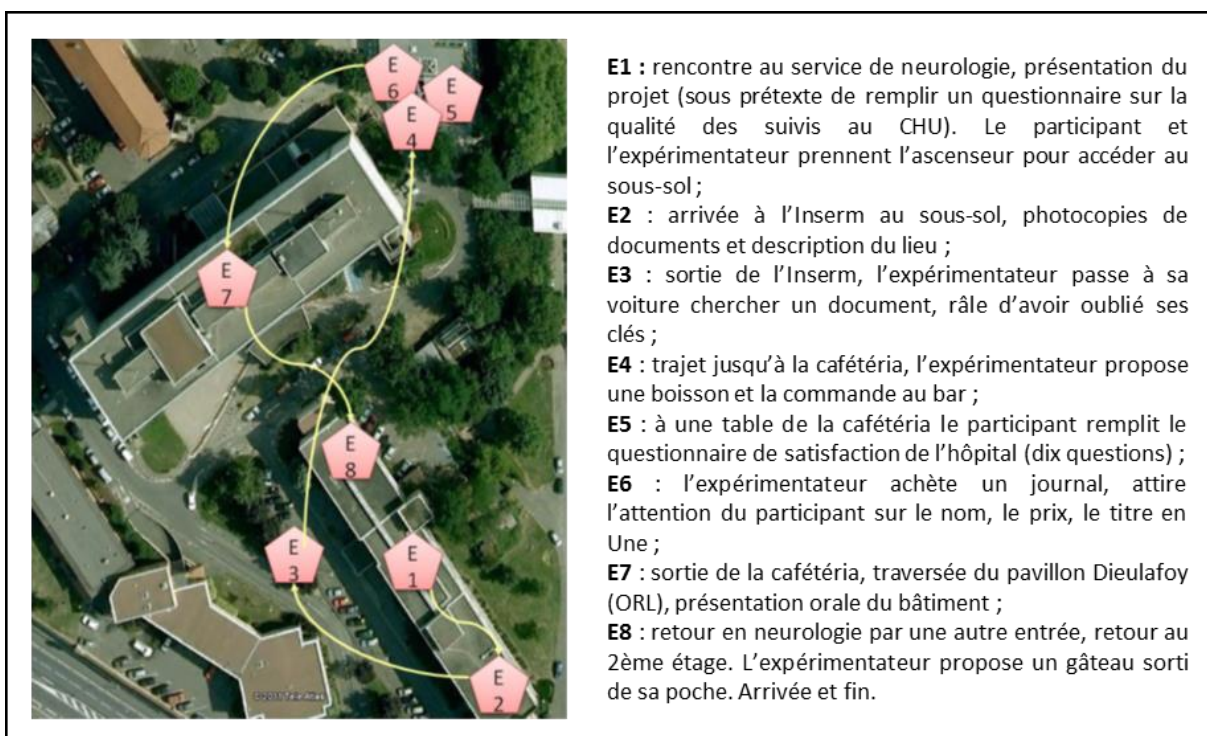 E
6
E
5
E
4
E
7
E
8
E
3
E
1
E
2
© 2011 Tele Atlas
E1 : rencontre au service de neurologie, présentation du
projet (sous prétexte de remplir un questionnaire sur la
qualité des suivis au CHU). Le participant et
l’expérimentateur prennent l’ascenseur pour accéder au
sous-sol ;
E2 : arrivée à l’Inserm au sous-sol, photocopies de
documents et description du lieu ;
E3 : sortie de l’Inserm, l’expérimentateur passe à sa
voiture chercher un document, râle d’avoir oublié ses
clés ;
E4 : trajet jusqu’à la cafétéria, l’expérimentateur propose
une boisson et la commande au bar ;
E5 : à une table de la cafétéria le participant remplit le
questionnaire de satisfaction de l’hôpital (dix questions) ;
E6 : l’expérimentateur achète un journal, attire
l’attention du participant sur le nom, le prix, le titre en
Une ;
E7 : sortie de la cafétéria, traversée du pavillon Dieulafoy
(ORL), présentation orale du bâtiment ;
E8 : retour en neurologie par une autre entrée, retour au
2ème étage. L’expérimentateur propose un gâteau sorti
de sa poche. Arrivée et fin.